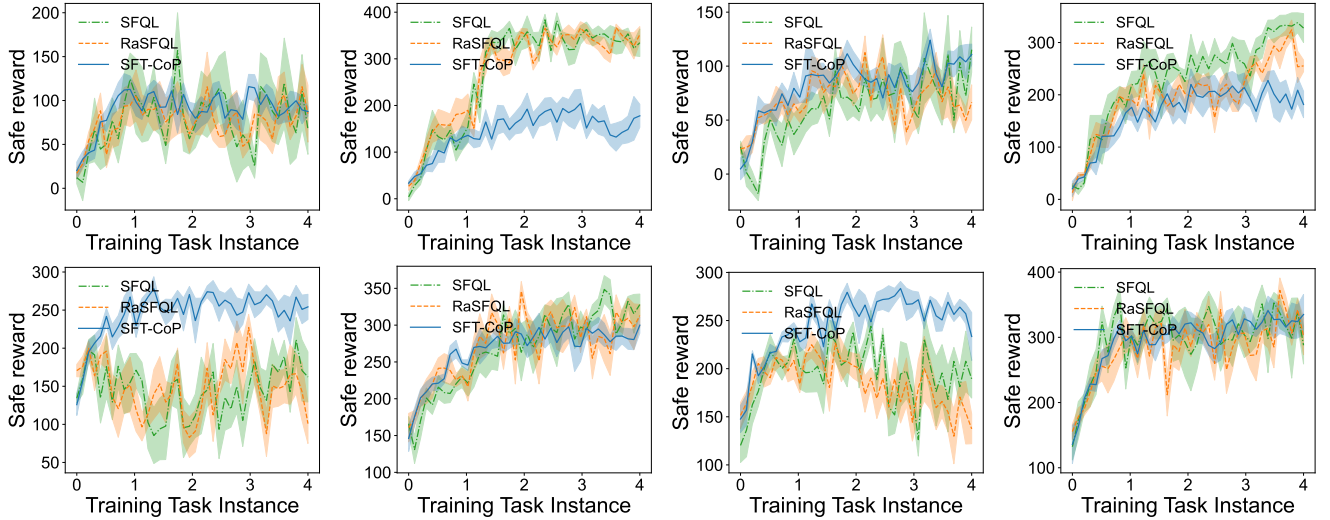 200
150
100
50
0
Safe reward
SFQL
RaSFQL
SFT-CoP
0 1 2 3 4
Training Task Instance
400
300
200
100
0
Safe reward
SFQL
RaSFQL
SFT-CoP
0 1 2 3 4
Training Task Instance
150
100
50
0
Safe reward
SFQL
RaSFQL
SFT-CoP
0 1 2 3 4
Training Task Instance
300
200
100
0
Safe reward
SFQL
RaSFQL
SFT-CoP
0 1 2 3 4
Training Task Instance
300
250
200
150
100
50
Safe reward
SFQL
RaSFQL
SFT-CoP
0 1 2 3 4
Training Task Instance
400
350
300
250
200
150
100
Safe reward
SFQL
RaSFQL
SFT-CoP
0 1 2 3 4
Training Task Instance
300
250
200
150
100
Safe reward
SFQL
RaSFQL
SFT-CoP
0 1 2 3 4
Training Task Instance
400
300
200
100
Safe reward
SFQL
RaSFQL
SFT-CoP
0 1 2 3 4
Training Task Instance